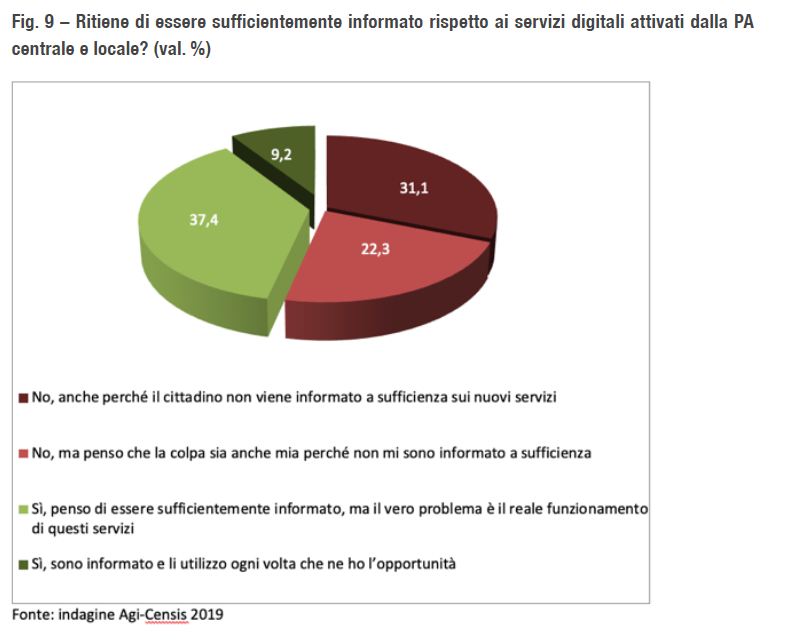 Fig. 9 – Ritiene di essere sufficientemente informato rispetto ai servizi digitali attivati dalla PA
centrale e locale? (val. %)
9,2
31,1
37,4
22,3
No, anche perché il cittadino non viene informato a sufficienza sui nuovi servizi
No, ma penso che la colpa sia anche mia perché non mi sono informato a sufficienza
Sì, penso di essere sufficientemente informato, ma il vero problema è il reale funzionamento
di questi servizi
Sì, sono informato e li utilizzo ogni volta che ne ho l'opportunità
Fonte: indagine Agi-Censis 2019